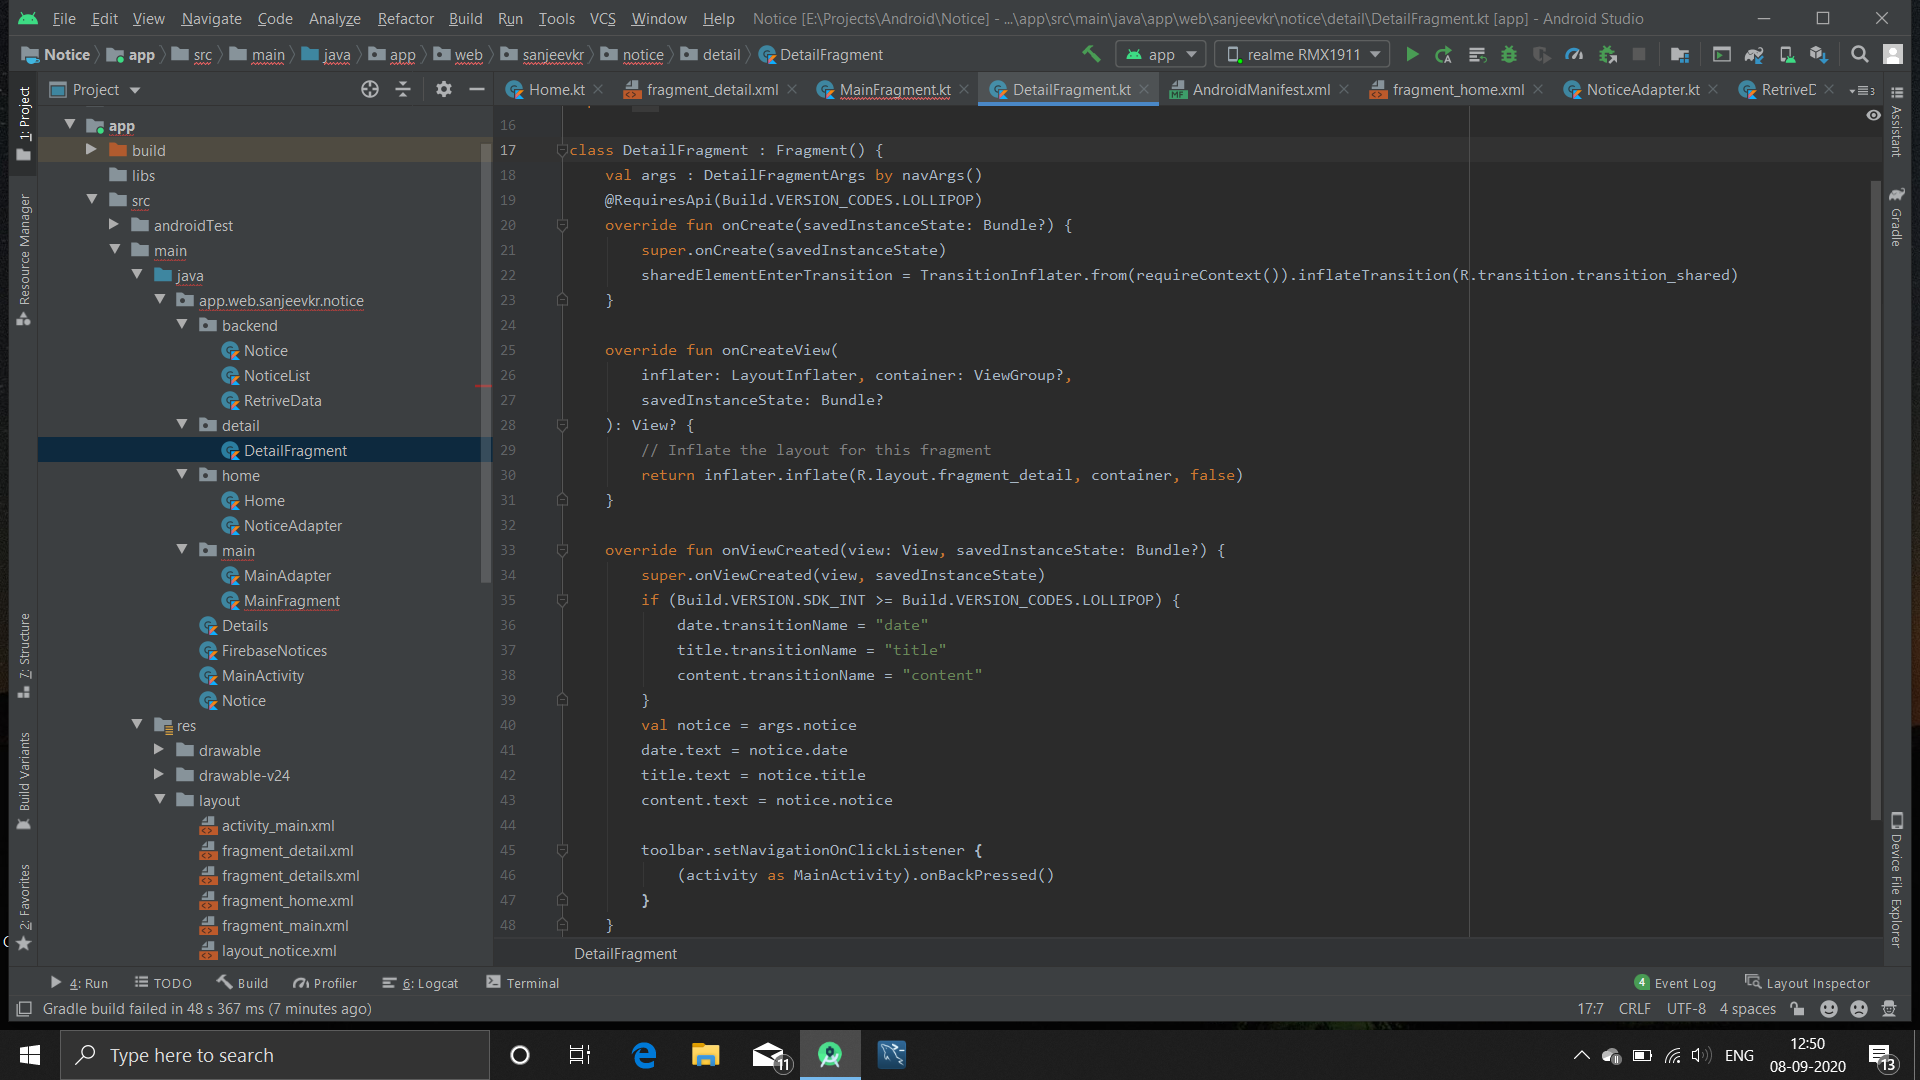 File Edit View Navigate Code Analyze Refactor Build Run Tools VCS Window Help Notice [E:\Projects\Android\Notice] - ...\app\src\main\java\app\web\sanjeevkr\notice\detail\DetailFragment.kt [app] - Android Studio
Notice app src main java app web sanjeevkr notice detail DetailFragment app realme RMX1911
Project Home.kt fragment_detail.xml MainFragment.kt DetailFragment.kt AndroidManifest.xml fragment_home.xml NoticeAdapter.kt RetriveD
1: Project
Resource Manager
7: Structure
Build Variants
2: Favorites
app
build
libs
src
androidTest
main
java
app.web.sanjeevkr.notice
backend
Notice
NoticeList
RetriveData
detail
DetailFragment
home
Home
NoticeAdapter
main
MainAdapter
MainFragment
Details
FirebaseNotices
MainActivity
Notice
res
drawable
drawable-v24
layout
activity_main.xml
fragment_detail.xml
fragment_details.xml
fragment_home.xml
fragment_main.xml
layout_notice.xml
16
17 class DetailFragment : Fragment() {
18 val args : DetailFragmentArgs by navArgs()
19 @RequiresApi(Build.VERSION_CODES.LOLLIPOP)
20 override fun onCreate(savedInstanceState: Bundle?) {
21 super.onCreate(savedInstanceState)
22 sharedElementEnterTransition = TransitionInflater.from(requireContext()).inflateTransition(R.transition.transition_shared)
23 }
24
25 override fun onCreateView(
26 inflater: LayoutInflater, container: ViewGroup?,
27 savedInstanceState: Bundle?
28 ): View? {
29 // Inflate the layout for this fragment
30 return inflater.inflate(R.layout.fragment_detail, container, false)
31 }
32
33 override fun onViewCreated(view: View, savedInstanceState: Bundle?) {
34 super.onViewCreated(view, savedInstanceState)
35 if (Build.VERSION.SDK_INT >= Build.VERSION_CODES.LOLLIPOP) {
36 date.transitionName = "date"
37 title.transitionName = "title"
38 content.transitionName = "content"
39 }
40 val notice = args.notice
41 date.text = notice.date
42 title.text = notice.title
43 content.text = notice.notice
44
45 toolbar.setNavigationOnClickListener {
46 (activity as MainActivity).onBackPressed()
47 }
48 }
DetailFragment
Assistant
Gradle
Device File Explorer
4: Run TODO Build Profiler 6: Logcat Terminal 4 Event Log Layout Inspector
Gradle build failed in 48 s 367 ms (7 minutes ago) 17:7 CRLF UTF-8 4 spaces
Type here to search 11 ENG 12:50
08-09-2020 13